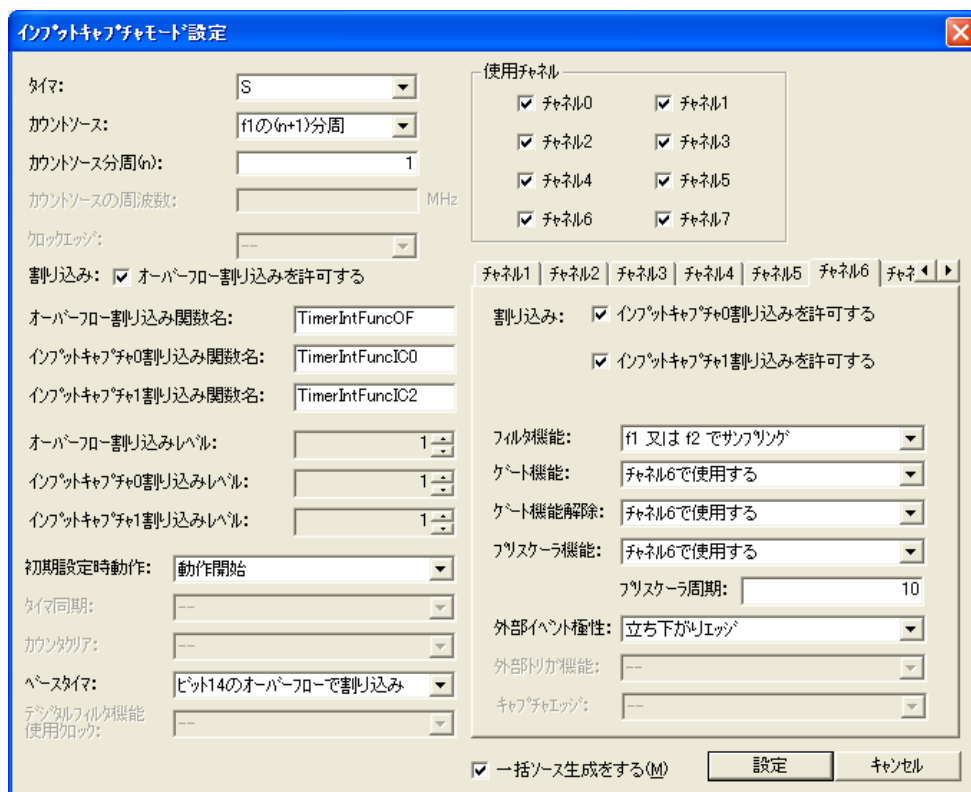 インプットキャプチャモード設定
タイマ: S
カウントソース: f1の(n+1)分周
カウントソース分周(n): 1
カウントソースの周波数: MHz
クロックエッジ: --
割り込み: オーバーフロー割り込みを許可する
オーバーフロー割り込み関数名: TimerIntFuncOF
インプットキャプチャ0割り込み関数名: TimerIntFuncIC0
インプットキャプチャ1割り込み関数名: TimerIntFuncIC2
オーバーフロー割り込みレベル: 1
インプットキャプチャ0割り込みレベル: 1
インプットキャプチャ1割り込みレベル: 1
初期設定時動作: 動作開始
タイマ同期: --
カウンタクリア: --
ベースタイマ: ビット14のオーバーフローで割り込み
デジタルフィルタ機能
使用クロック: --
使用チャネル
チャネル0 チャネル1
チャネル2 チャネル3
チャネル4 チャネル5
チャネル6 チャネル7
チャネル1 チャネル2 チャネル3 チャネル4 チャネル5 チャネル6 チャネ
割り込み: インプットキャプチャ0割り込みを許可する
インプットキャプチャ1割り込みを許可する
フィルタ機能: f1 又は f2 でサンプリング
ゲート機能: チャネル6で使用する
ゲート機能解除: チャネル6で使用する
プリスケーラ機能: チャネル6で使用する
プリスケーラ周期: 10
外部イベント極性: 立ち下がりエッジ
外部トリガ機能: --
キャプチャエッジ: --
一括ソース生成をする(M) 設定 キャンセル